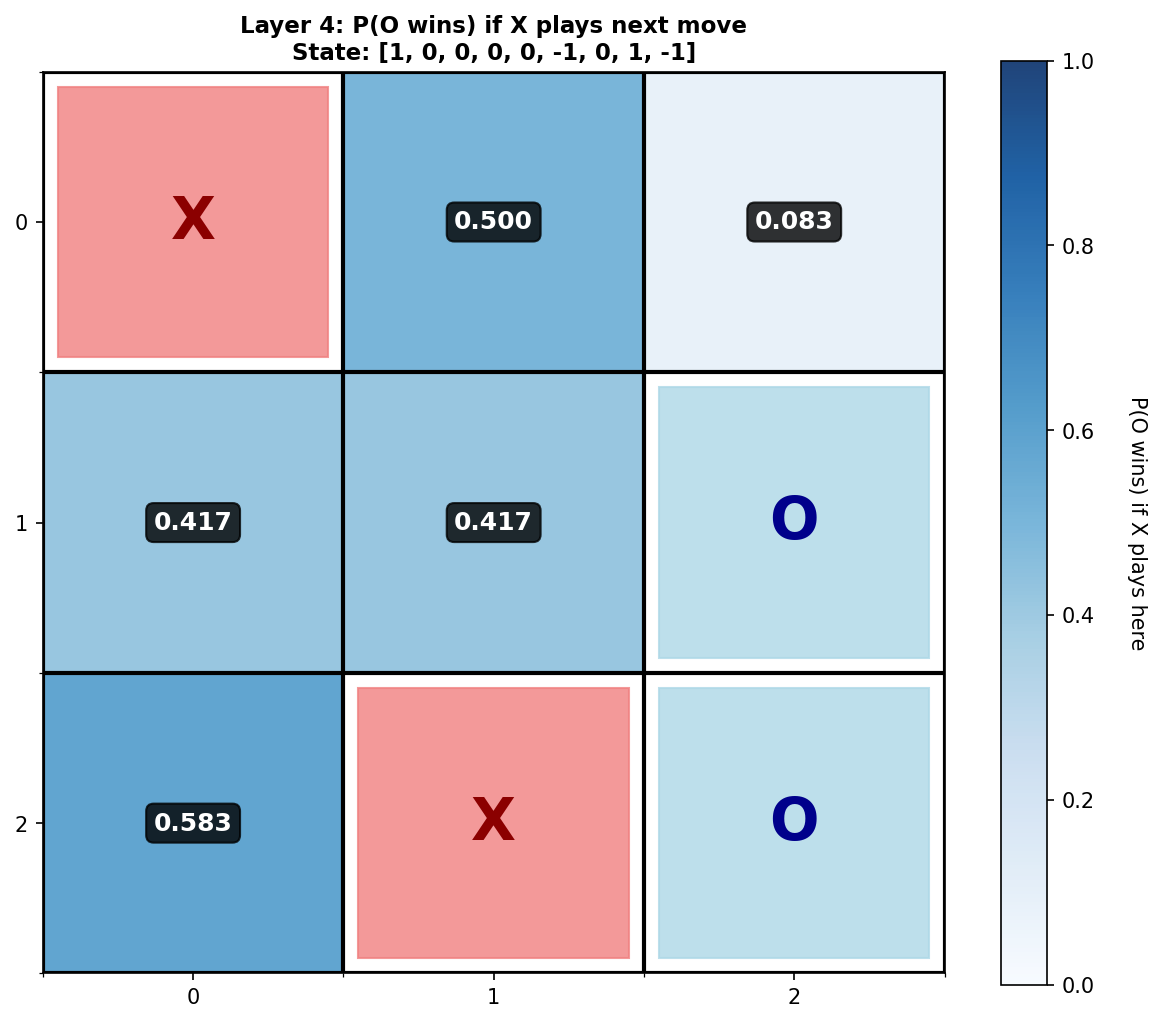 Layer 4: P(O wins) if X plays next move
State: [1, 0, 0, 0, 0, -1, 0, 1, -1]
0
X
0.500
0.083
1
0.417
0.417
O
2
0.583
X
O
0
1
2
1.0
0.8
0.6
0.4
0.2
0.0
P(O wins) if X plays here